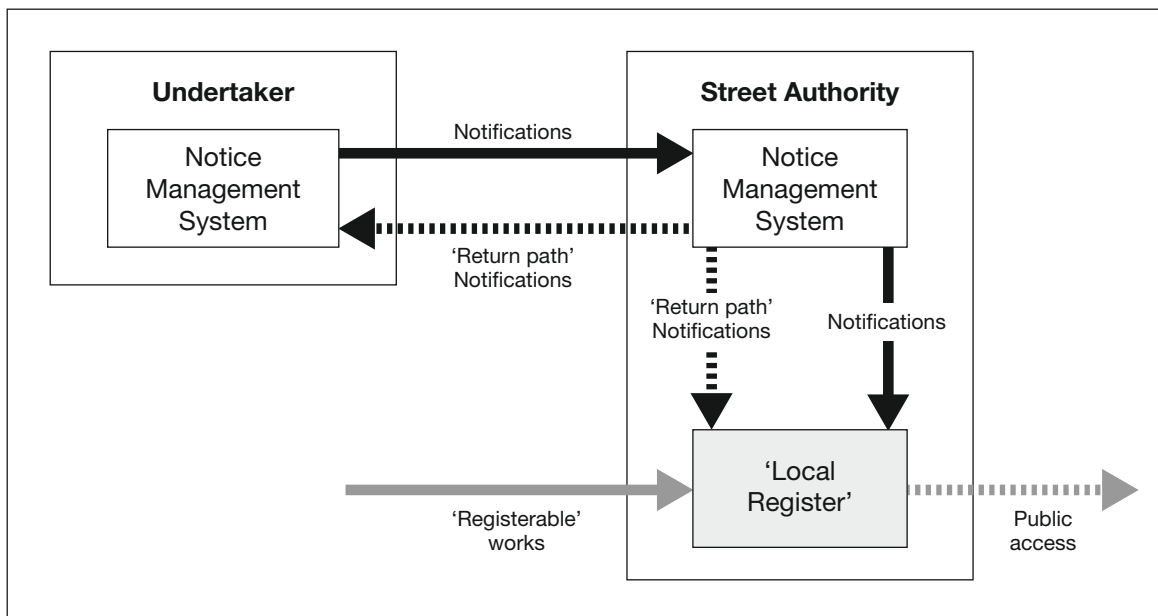 Undertaker
Street Authority
Notice
Management
System
Notifications
Notice
Management
System
‘Return path’
Notifications
‘Return path’
Notifications
Notifications
‘Local
Register’
‘Registerable’
works
Public
access